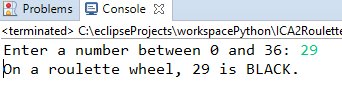 Problems Console
<terminated> C:\eclipseProjects\workspacePython\ICA2Roulette
Enter a number between 0 and 36: 29
On a roulette wheel, 29 is BLACK.